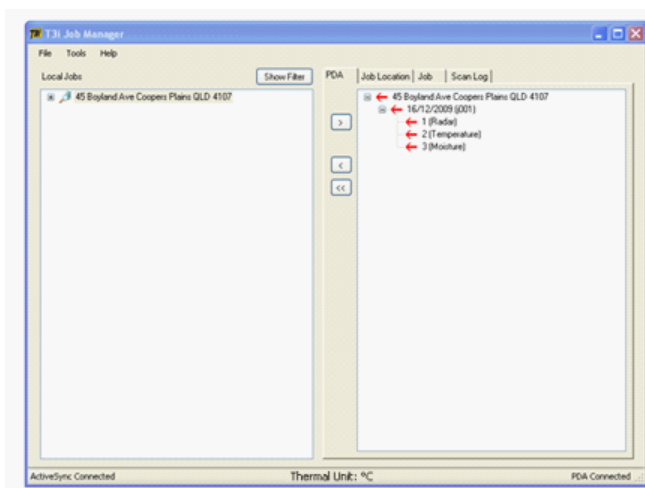 T3i Job Manager
File Tools Help
Local Jobs
Show Filter
45 Boyland Ave Coopers Plains QLD 4107
PDA Job Location Job Scan Log
>
<
<<
45 Boyland Ave Coopers Plains QLD 4107
16/12/2009 (j001)
1 (Radar)
2 (Temperature)
3 (Moisture)
ActiveSync Connected
Thermal Unit: ºC
PDA Connected